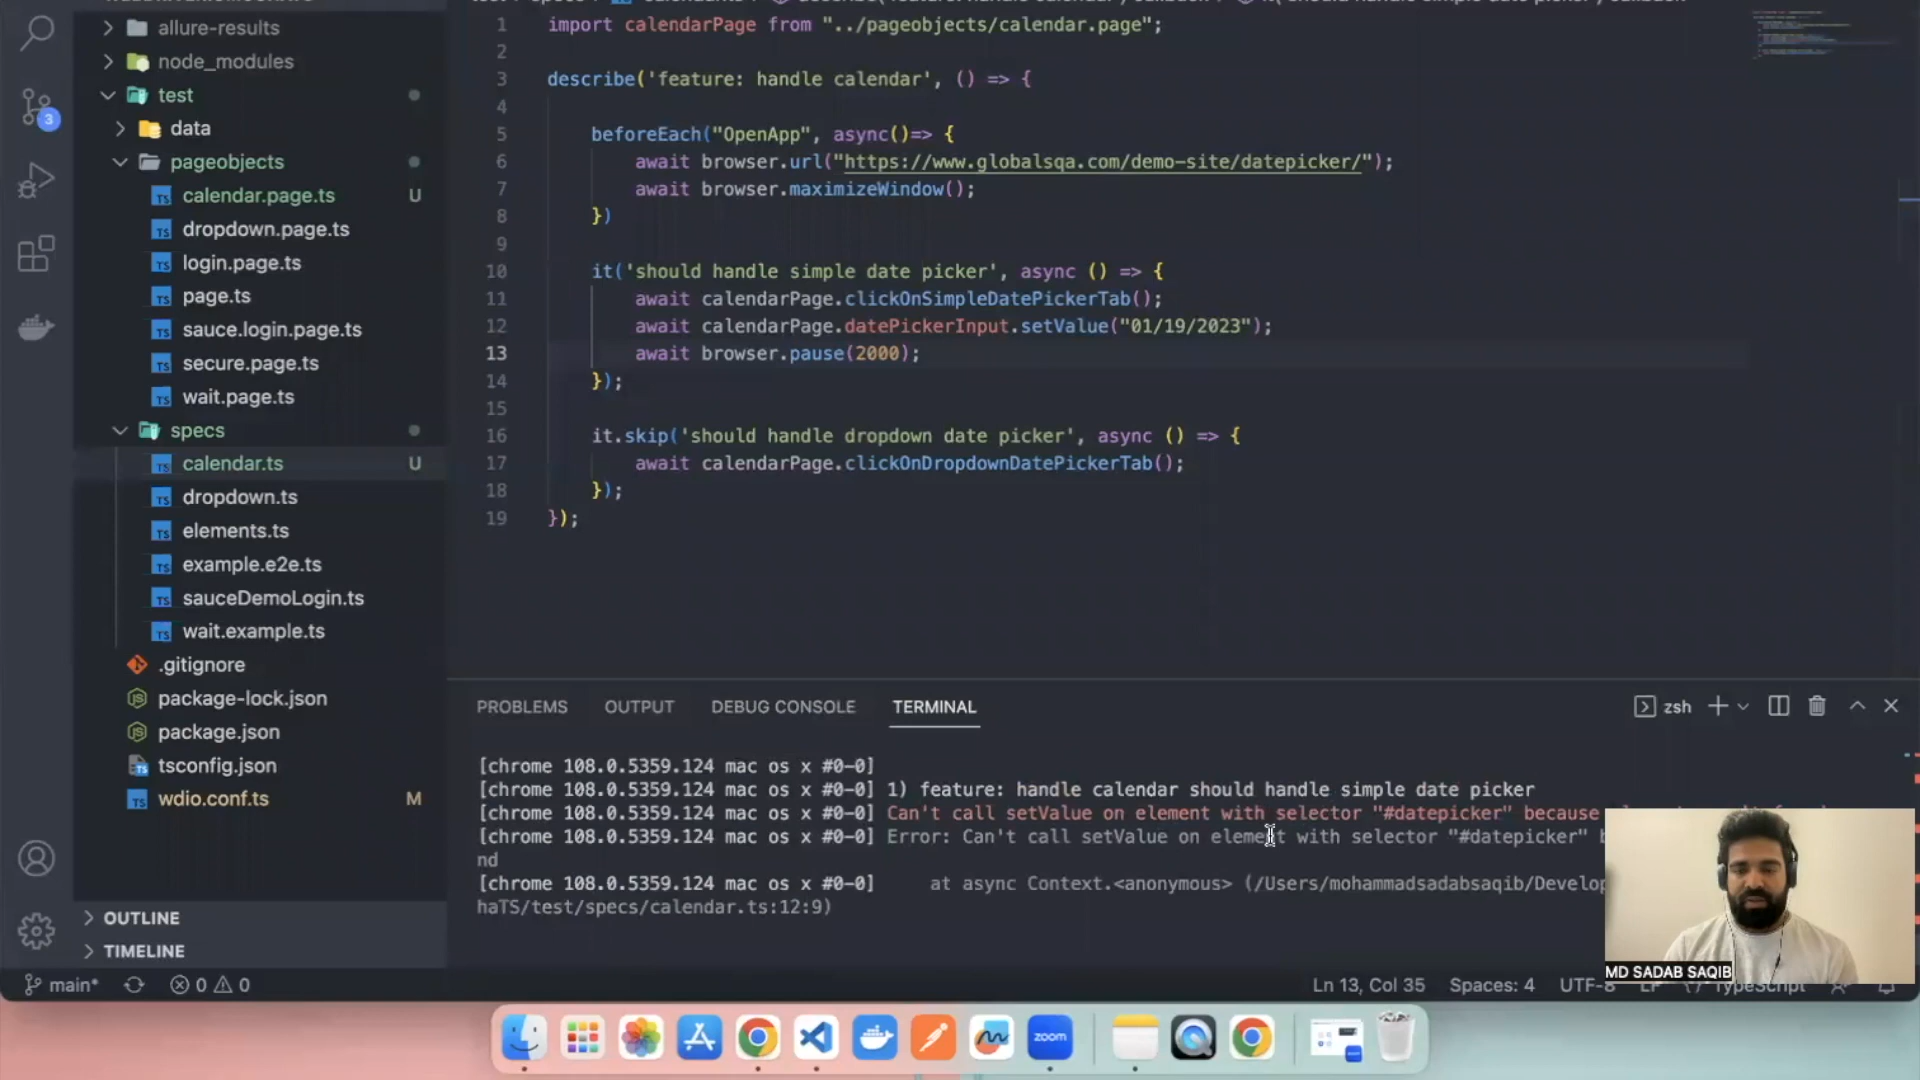 allure-results
node_modules
test
data
pageobjects
calendar.page.ts U
dropdown.page.ts
login.page.ts
page.ts
sauce.login.page.ts
secure.page.ts
wait.page.ts
specs
calendar.ts U
dropdown.ts
elements.ts
example.e2e.ts
sauceDemoLogin.ts
wait.example.ts
.gitignore
package-lock.json
package.json
tsconfig.json
wdio.conf.ts M
OUTLINE
TIMELINE
3
1 import calendarPage from "../pageobjects/calendar.page";
2
3 describe('feature: handle calendar', () => {
4
5 beforeEach("OpenApp", async()=> {
6 await browser.url("https://www.globalsqa.com/demo-site/datepicker/");
7 await browser.maximizeWindow();
8 })
9
10 it('should handle simple date picker', async () => {
11 await calendarPage.clickOnSimpleDatePickerTab();
12 await calendarPage.datePickerInput.setValue("01/19/2023");
13 await browser.pause(2000);
14 });
15
16 it.skip('should handle dropdown date picker', async () => {
17 await calendarPage.clickOnDropdownDatePickerTab();
18 });
19 });
PROBLEMS OUTPUT DEBUG CONSOLE TERMINAL zsh
[chrome 108.0.5359.124 mac os x #0-0]
[chrome 108.0.5359.124 mac os x #0-0] 1) feature: handle calendar should handle simple date picker
[chrome 108.0.5359.124 mac os x #0-0] Can't call setValue on element with selector "#datepicker" because
[chrome 108.0.5359.124 mac os x #0-0] Error: Can't call setValue on element with selector "#datepicker" b
nd
[chrome 108.0.5359.124 mac os x #0-0] at async Context.<anonymous> (/Users/mohammadsadabsaqib/Develop
haTS/test/specs/calendar.ts:12:9)
MD SADAB SAQIB
main* 0 0 Ln 13, Col 35 Spaces: 4 UTF-8 LF TypeScript
zoom